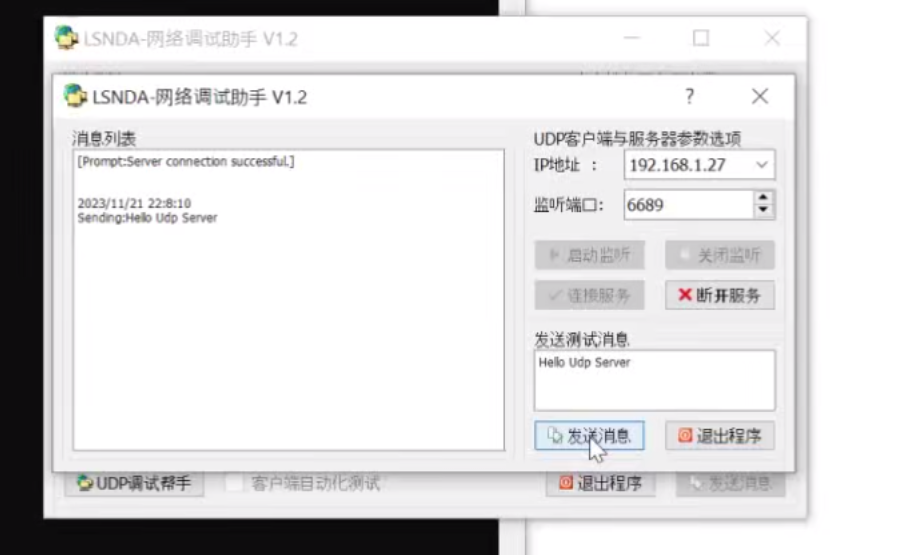 LSNDA-网络调试助手 V1.2
LSNDA-网络调试助手 V1.2
?
消息列表
[Prompt:Server connection successful.]
2023/11/21 22:8:10
Sending:Hello Udp Server
UDP客户端与服务器参数选项
IP地址 : 192.168.1.27
监听端口: 6689
启动监听 关闭监听
连接服务 断开服务
发送测试消息
Hello Udp Server
发送消息 退出程序
UDP调试帮手 客户端自动化测试 退出程序 发送消息